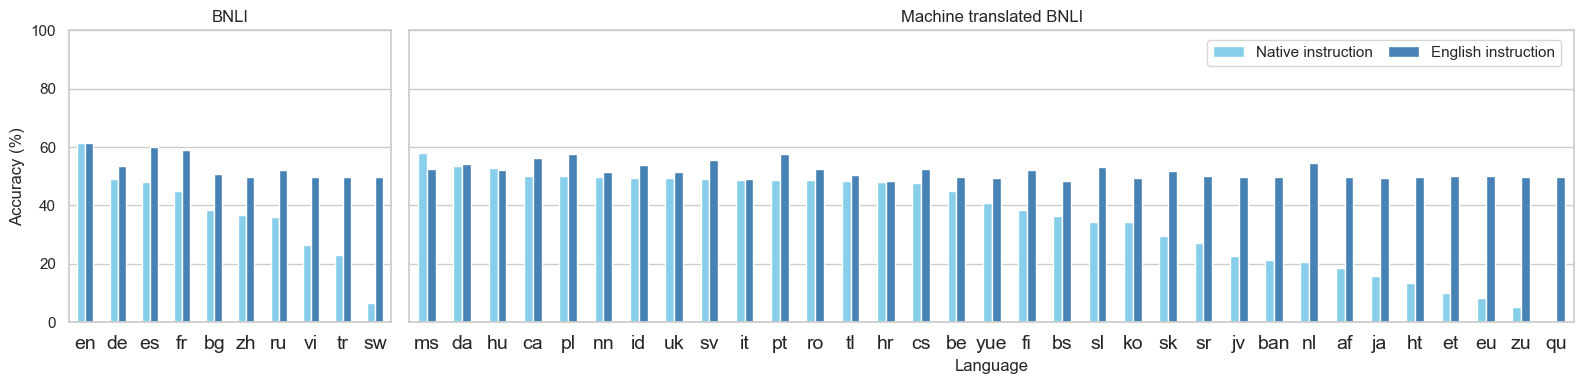 BNLI
Machine translated BNLI
Native instruction
English instruction
Accuracy (%)
100
80
60
40
20
0
en de es fr bg zh ru vi tr sw
ms da hu ca pl nn id uk sv it pt ro tl hr cs be yue fi bs sl ko sk sr jv ban nl af ja ht et eu zu qu
Language